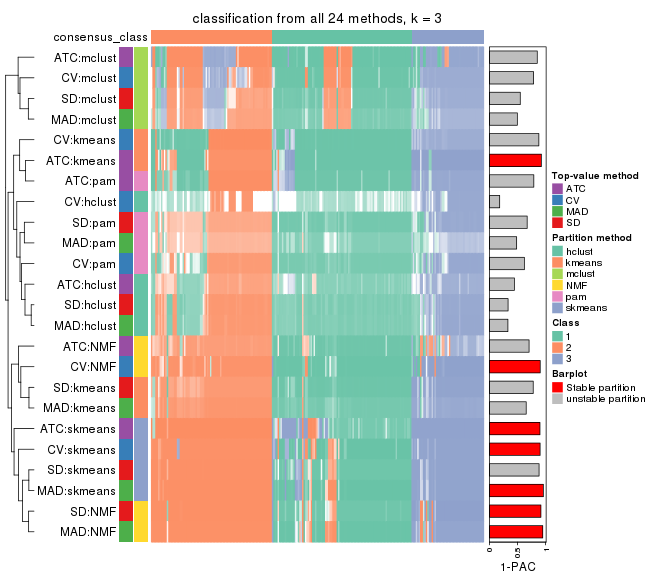 classification from all 24 methods, k = 3
consensus_class
ATC:mclust
CV:mclust
SD:mclust
MAD:mclust
CV:kmeans
ATC:kmeans
ATC:pam
CV:hclust
SD:pam
MAD:pam
CV:pam
ATC:hclust
SD:hclust
MAD:hclust
ATC:NMF
CV:NMF
SD:kmeans
MAD:kmeans
ATC:skmeans
CV:skmeans
SD:skmeans
MAD:skmeans
SD:NMF
MAD:NMF
0
0.5
1
1-PAC
Top-value method
ATC
CV
MAD
SD
Partition method
hclust
kmeans
mclust
NMF
pam
skmeans
Class
1
2
3
Barplot
Stable partition
unstable partition